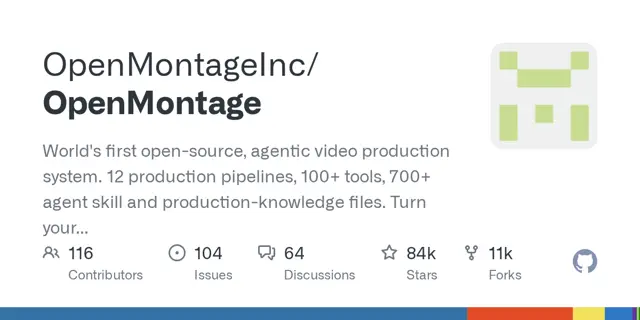 OpenMontageInc/
OpenMontage
World's first open-source, agentic video production
system. 12 production pipelines, 100+ tools, 700+
agent skill and production-knowledge files. Turn
your...
116 104 64 84k 11k
Contributors Issues Discussions Stars Forks